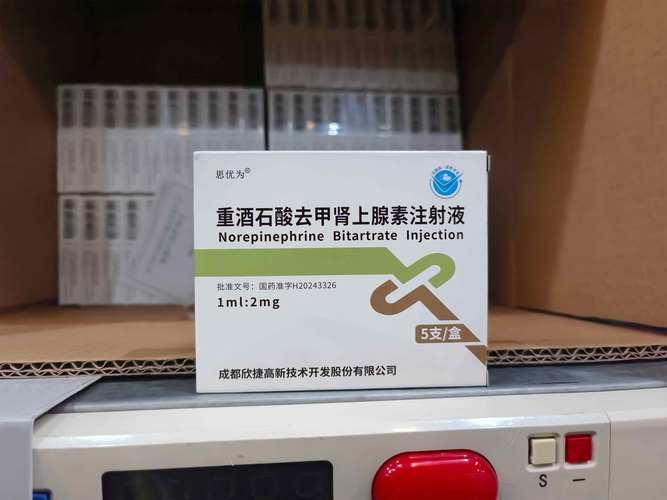 思优为®
重酒石酸去甲肾上腺素注射液
Norepinephrine Bitartrate Injection
批准文号：国药准字H20243326
1ml:2mg
5支/盒
成都欣捷高新技术开发股份有限公司
S